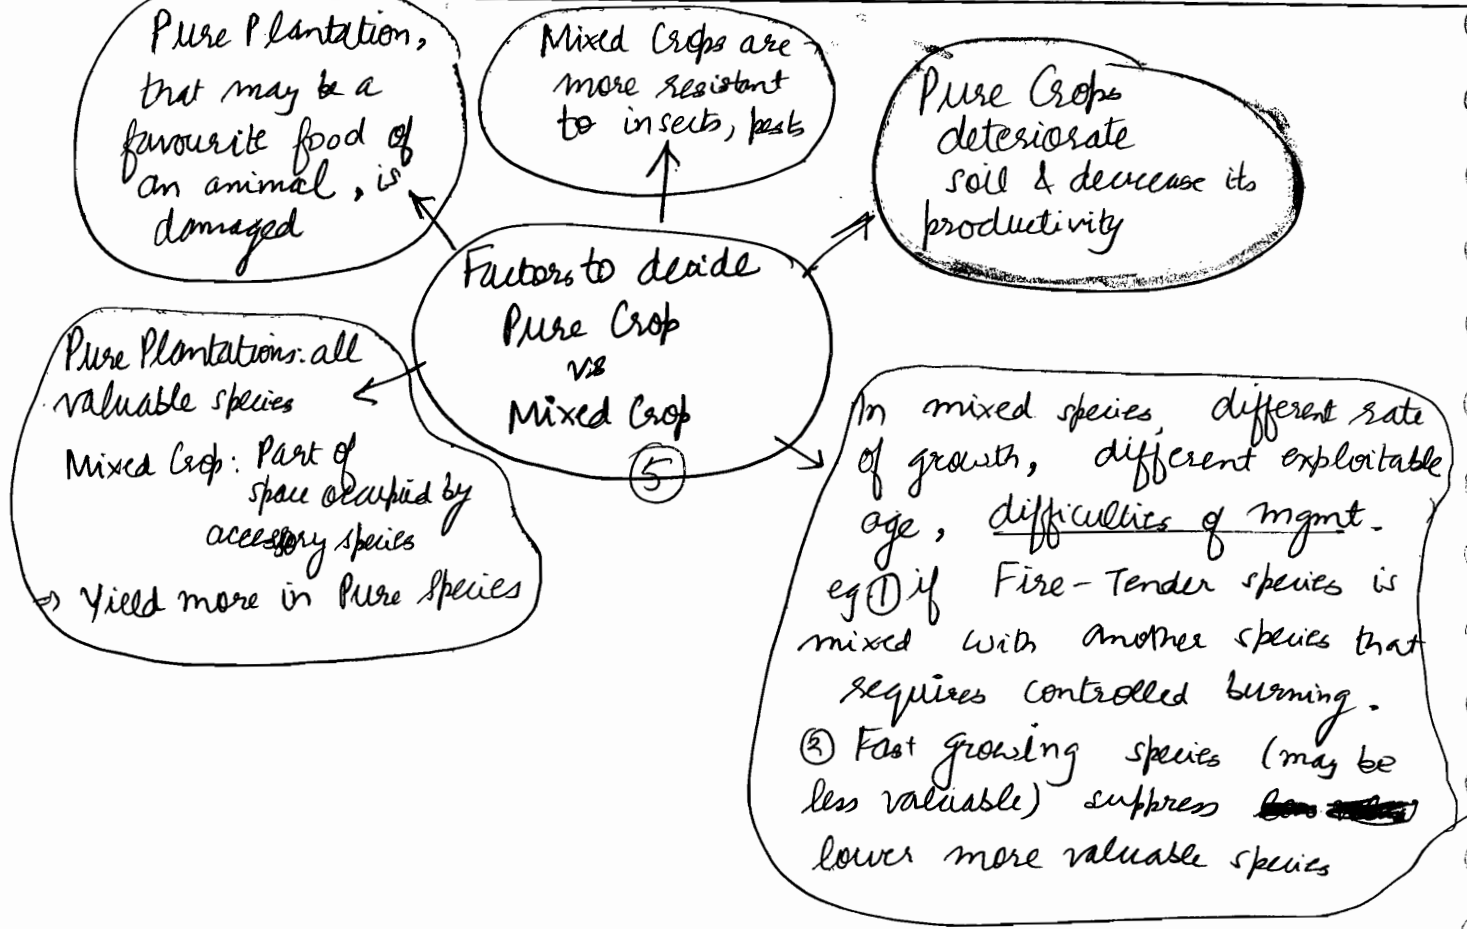 Pure Plantation,
that may be a
favourite food of
an animal, is
damaged
Mixed Crops are
more resistant
to insects, pests
Pure Crops
deteriorate
soil & decrease its
productivity
Factors to decide
Pure Crop
v/s
Mixed Crop
5
Pure Plantations: all
valuable species
Mixed Crop: Part of
space occupied by
accessory species
⇒ Yield more in Pure Species
In mixed species, different rate
of growth, different exploitable
age, difficulties of mgmt.
eg ① if Fire-Tender species is
mixed with another species that
requires controlled burning.
② Fast growing species (may be
less valuable) suppress
lower more valuable species